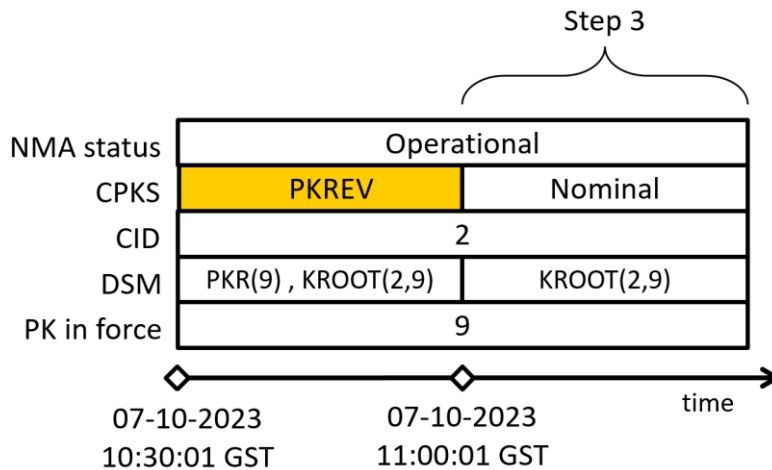 Step 3
NMA status Operational
CPKS PKREV Nominal
CID 2
DSM PKR(9) , KROOT(2,9) KROOT(2,9)
PK in force 9
time
07-10-2023 07-10-2023
10:30:01 GST 11:00:01 GST